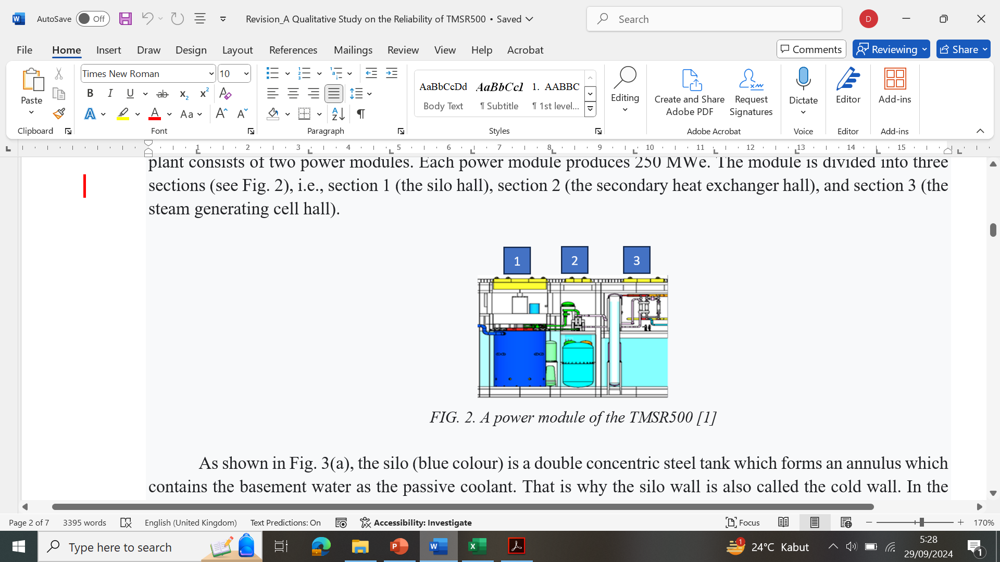 AutoSave Off Revision_A Qualitative Study on the Reliability of TMSR500 • Saved Search D
File Home Insert Draw Design Layout References Mailings Review View Help Acrobat Comments Reviewing Share
Times New Roman 10
Paste
B I U ab x2 x2
A A Aa A A
AaBbCcDd AaBbCcI 1. AABBC
Body Text ¶ Subtitle ¶ 1st level...
Editing
Create and Share Adobe PDF
Request Signatures
Dictate
Editor
Add-ins
Clipboard Font Paragraph Styles Adobe Acrobat Voice Editor Add-ins
1 2 3 4 5 6 7 8 9 10 11 12 13 14 15
plant consists of two power modules. Each power module produces 250 MWe. The module is divided into three
sections (see Fig. 2), i.e., section 1 (the silo hall), section 2 (the secondary heat exchanger hall), and section 3 (the
steam generating cell hall).
1 2 3
FIG. 2. A power module of the TMSR500 [1]
As shown in Fig. 3(a), the silo (blue colour) is a double concentric steel tank which forms an annulus which
contains the basement water as the passive coolant. That is why the silo wall is also called the cold wall. In the
Page 2 of 7 3395 words English (United Kingdom) Text Predictions: On Accessibility: Investigate Focus 170%
Type here to search 1 24°C Kabut 5:28
29/09/2024 1